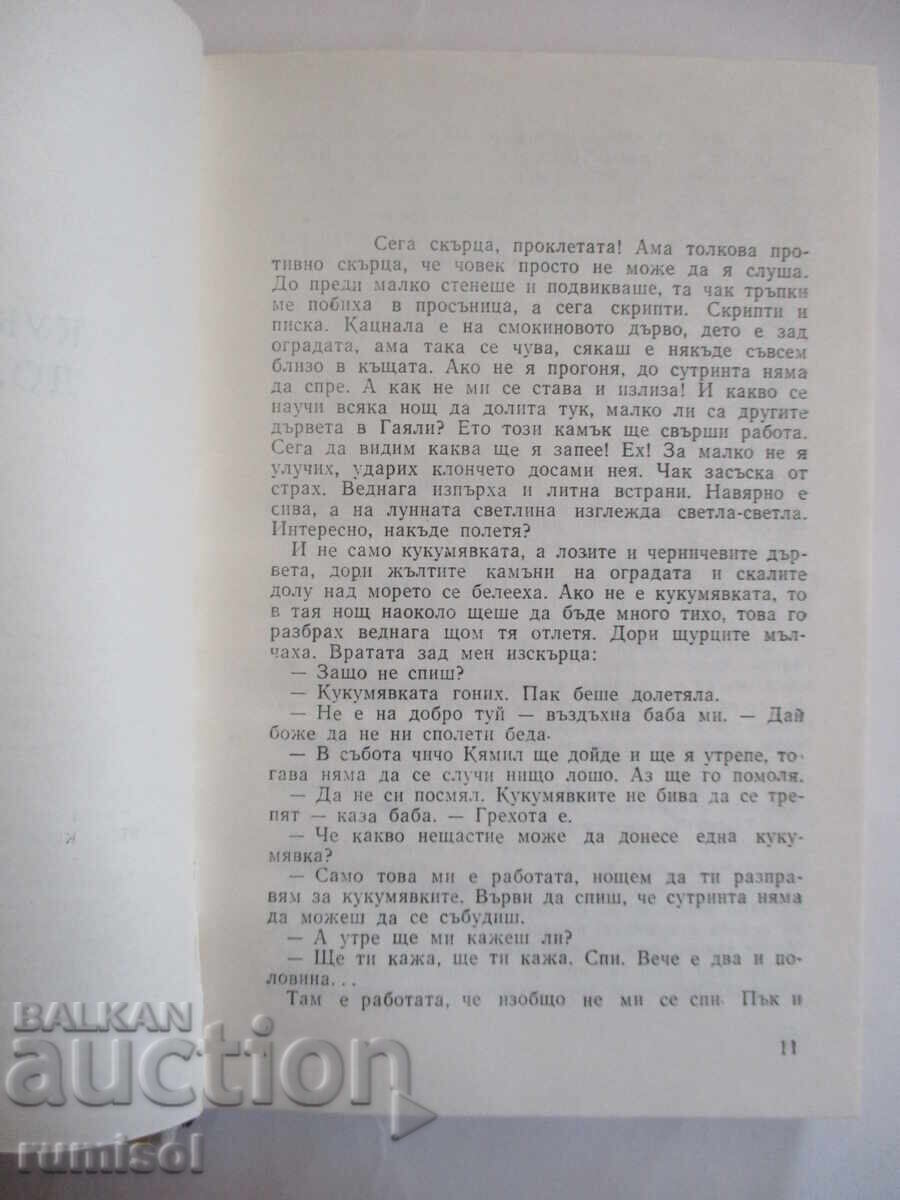 Сега скърца, проклетата! Ама толкова про-
тивно скърца, че човек просто не може да я слуша.
До преди малко стенеше и подвикваше, та чак тръпки
ме побиха в просъница, а сега скрипти. Скрипти и
писка. Кацнала е на смокиновото дърво, дето е зад
оградата, ама така се чува, сякаш е някъде съвсем
близо в къщата. Ако не я прогоня, до сутринта няма
да спре. А как не ми се става и излиза! И какво се
научи всяка нощ да долита тук, малко ли са другите
дървета в Гаяли? Ето този камък ще свърши работа.
Сега да видим каква ще я запее! Ех! За малко не я
улучих, ударих клончето досами нея. Чак засъска от
страх. Веднага изпърха и литна встрани. Навярно е
сива, а на лунната светлина изглежда светла-светла.
Интересно, накъде полетя?
И не само кукумявката, а лозите и черничевите дър-
вета, дори жълтите камъни на оградата и скалите
долу над морето се белееха. Ако не е кукумявката, то
в тая нощ наоколо щеше да бъде много тихо, това го
разбрах веднага щом тя отлетя. Дори щурците мъл-
чаха. Вратата зад мен изскърца:
— Защо не спиш?
— Кукумявката гоних. Пак беше долетяла.
— Не е на добро туй — въздъхна баба ми. — Дай
боже да не ни сполети беда.
— В събота чичо Кямил ще дойде и ще я утрепе, то-
гава няма да се случи нищо лошо. Аз ще го помоля.
— Да не си посмял. Кукумявките не бива да се тре-
пят — каза баба. — Грехота е.
— Че какво нещастие може да донесе една куку-
мявка?
— Само това ми е работата, нощем да ти разпра-
вям за кукумявките. Върви да спиш, че сутринта няма
да можеш да се събудиш.
— А утре ще ми кажеш ли?
— Ще ти кажа, ще ти кажа. Спи. Вече е два и по-
ловина...
Там е работата, че изобщо не ми се спи. Пък и
11
BALKAN
auction
rumisol